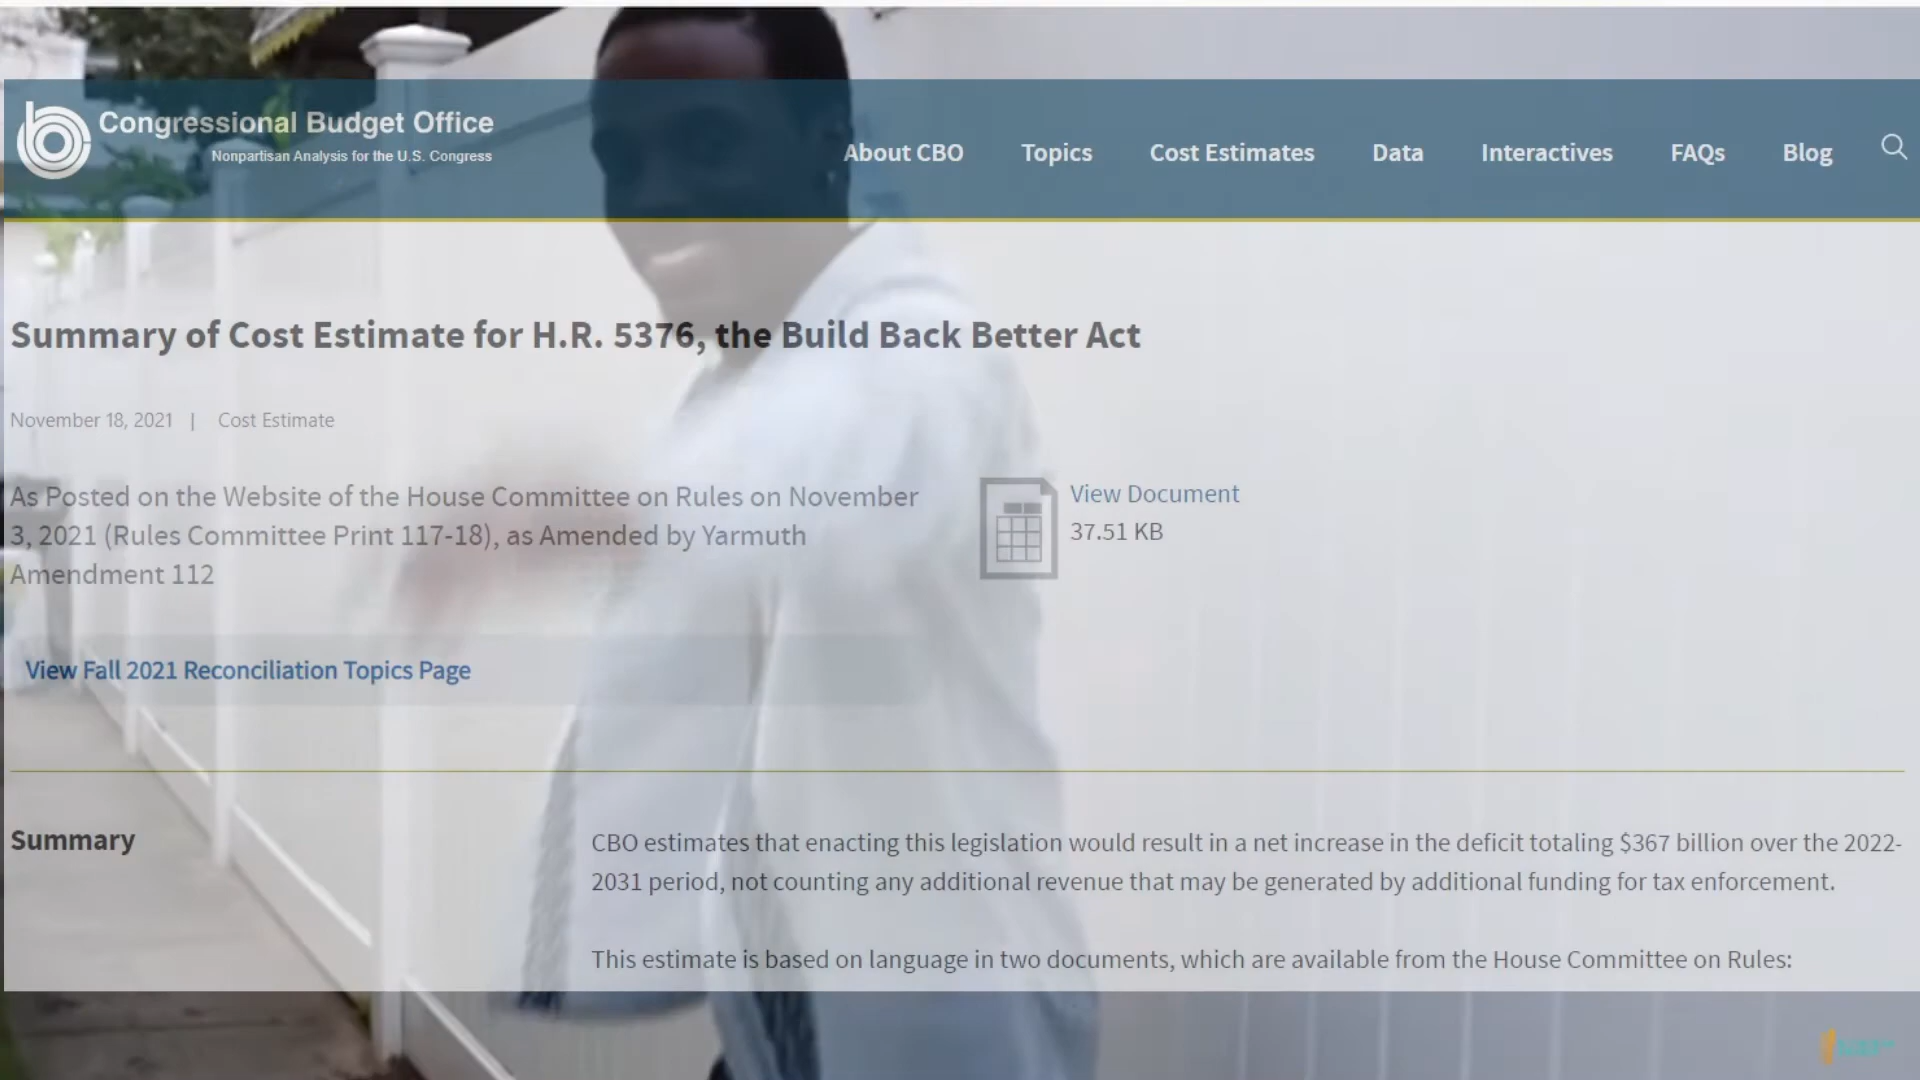 Congressional Budget Office
Nonpartisan Analysis for the U.S. Congress
About CBO Topics Cost Estimates Data Interactives FAQs Blog
Summary of Cost Estimate for H.R. 5376, the Build Back Better Act
November 18, 2021 | Cost Estimate
As Posted on the Website of the House Committee on Rules on November
3, 2021 (Rules Committee Print 117-18), as Amended by Yarmuth
Amendment 112
View Document
37.51 KB
View Fall 2021 Reconciliation Topics Page
Summary
CBO estimates that enacting this legislation would result in a net increase in the deficit totaling $367 billion over the 2022-
2031 period, not counting any additional revenue that may be generated by additional funding for tax enforcement.
This estimate is based on language in two documents, which are available from the House Committee on Rules: